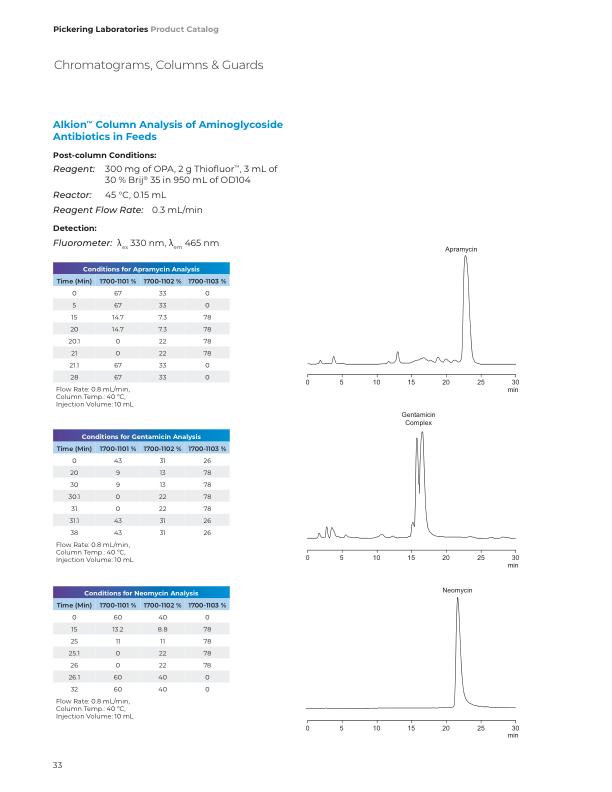 Pickering Laboratories Product Catalog
Chromatograms, Columns & Guards
Alkion™ Column Analysis of Aminoglycoside
Antibiotics in Feeds
Post-column Conditions:
Reagent: 300 mg of OPA, 2 g Thiofluor™, 3 mL of
30 % Brij® 35 in 950 mL of OD104
Reactor: 45 °C, 0.15 mL
Reagent Flow Rate: 0.3 mL/min
Detection:
Fluorometer: λex 330 nm, λem 465 nm
Conditions for Apramycin Analysis
Time (Min) 1700-1101 % 1700-1102 % 1700-1103 %
0 67 33 0
5 67 33 0
15 14.7 7.3 78
20 14.7 7.3 78
20.1 0 22 78
21 0 22 78
21.1 67 33 0
28 67 33 0
Flow Rate: 0.8 mL/min,
Column Temp.: 40 °C,
Injection Volume: 10 mL
Apramycin
0 5 10 15 20 25 30
min
Conditions for Gentamicin Analysis
Time (Min) 1700-1101 % 1700-1102 % 1700-1103 %
0 43 31 26
20 9 13 78
30 9 13 78
30.1 0 22 78
31 0 22 78
31.1 43 31 26
38 43 31 26
Flow Rate: 0.8 mL/min,
Column Temp.: 40 °C,
Injection Volume: 10 mL
Gentamicin
Complex
0 5 10 15 20 25 30
min
Conditions for Neomycin Analysis
Time (Min) 1700-1101 % 1700-1102 % 1700-1103 %
0 60 40 0
15 13.2 8.8 78
25 11 11 78
25.1 0 22 78
26 0 22 78
26.1 60 40 0
32 60 40 0
Flow Rate: 0.8 mL/min,
Column Temp.: 40 °C,
Injection Volume: 10 mL
Neomycin
0 5 10 15 20 25 30
min
33